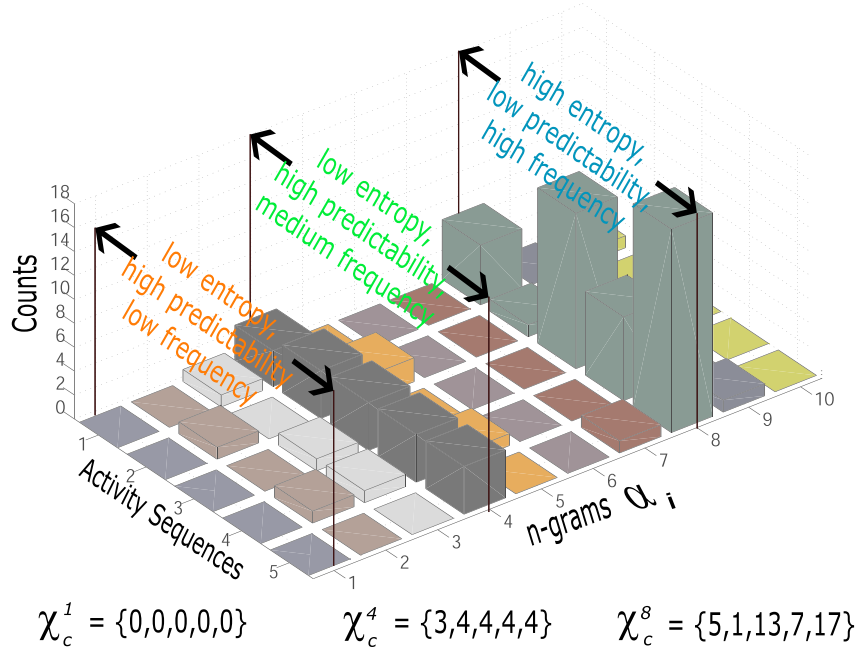 high entropy,
low predictability,
high frequency
low entropy,
high predictability,
medium frequency
low entropy,
high predictability
low frequency
18
16
14
12
10
8
6
4
2
0
Counts
1
2
3
4
5
Activity Sequences
1
2
3
4
5
6
7
8
9
10
n-grams α i
χ_c^1 = {0,0,0,0,0}
χ_c^4 = {3,4,4,4,4}
χ_c^8 = {5,1,13,7,17}